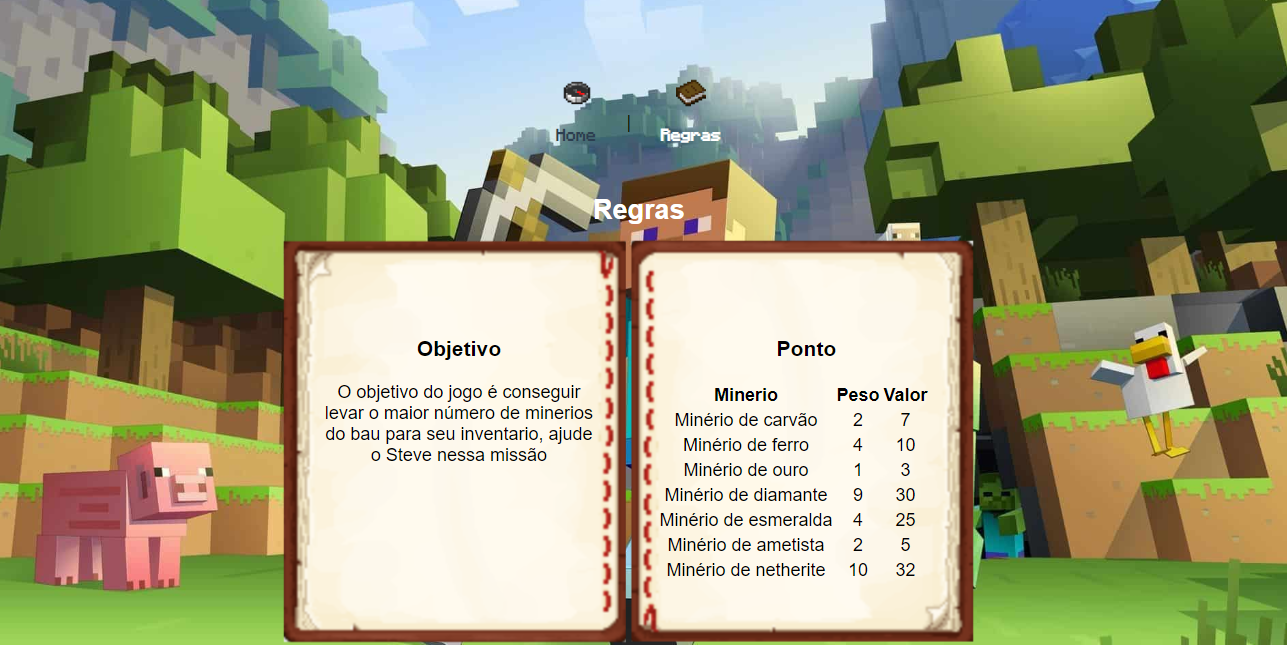 Home | Regras
Regras
Objetivo
O objetivo do jogo é conseguir
levar o maior número de minerios
do bau para seu inventario, ajude
o Steve nessa missão
Ponto
Minerio Peso Valor
Minério de carvão 2 7
Minério de ferro 4 10
Minério de ouro 1 3
Minério de diamante 9 30
Minério de esmeralda 4 25
Minério de ametista 2 5
Minério de netherite 10 32